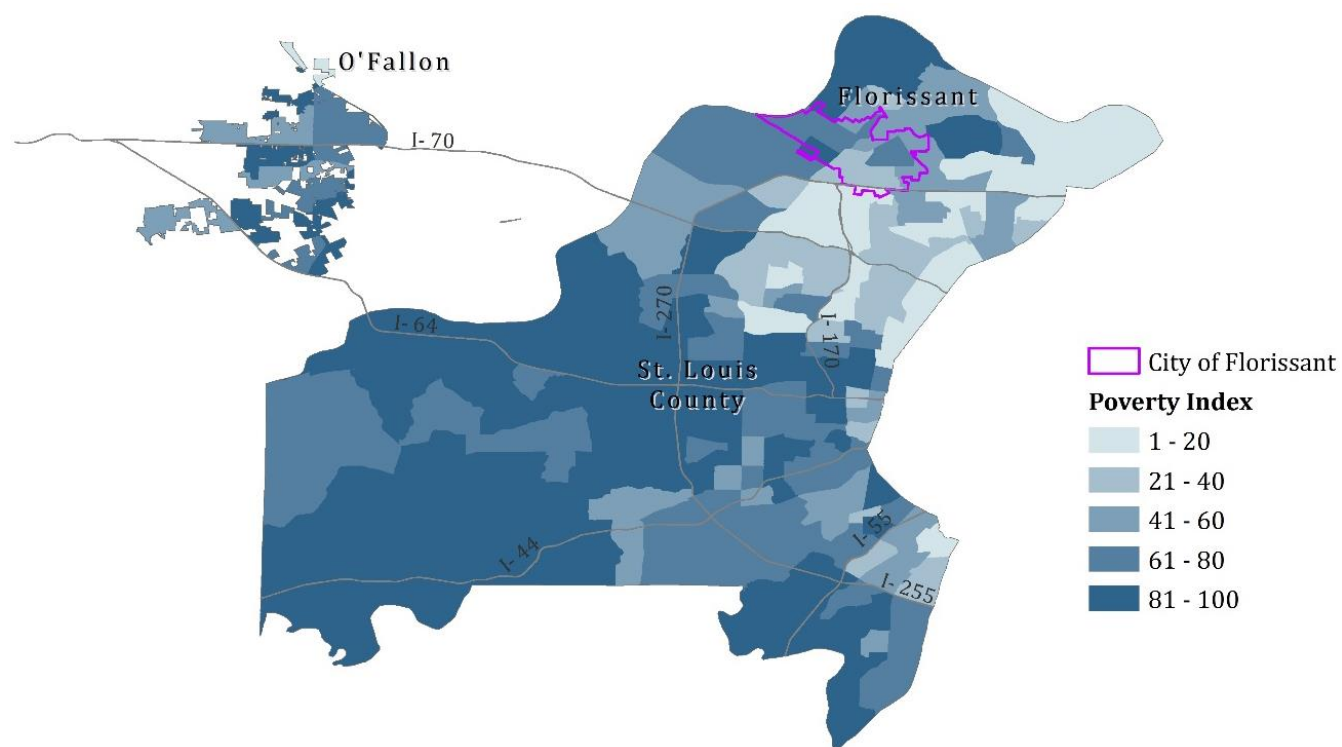 O'Fallon
Florissant
I- 70
I- 270
I- 64
I- 170
St. Louis
County
I- 44
I- 55
I- 255
City of Florissant
Poverty Index
1 - 20
21 - 40
41 - 60
61 - 80
81 - 100